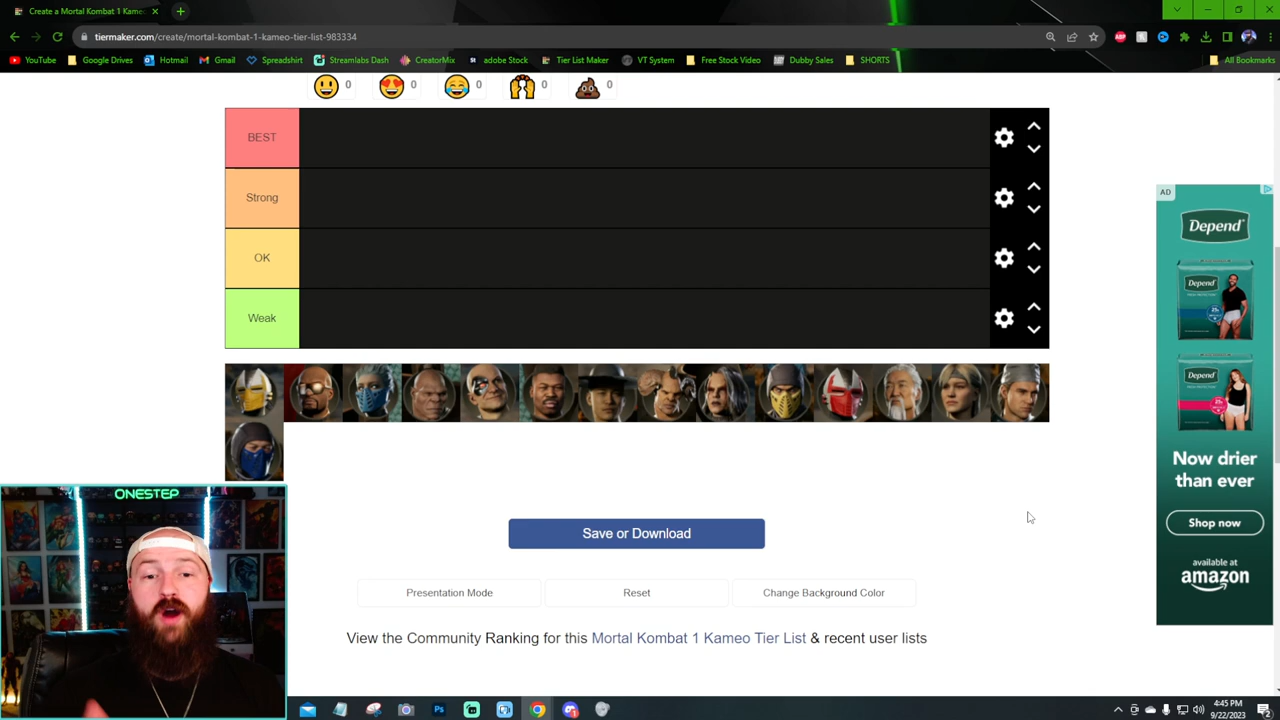 Create a Mortal Kombat 1 Kame
tiermaker.com/create/mortal-kombat-1-kameo-tier-list-983334
YouTube Google Drives Hotmail Gmail Spreadshirt Streamlabs Dash CreatorMix adobe Stock Tier List Maker VT System Free Stock Video Dubby Sales SHORTS All Bookmarks
0 0 0 0 0
BEST
Strong
OK
Weak
AD
Depend
Depend
Depend
Now drier
than ever
Shop now
available at
amazon
ONESTEP
Save or Download
Presentation Mode Reset Change Background Color
View the Community Ranking for this Mortal Kombat 1 Kameo Tier List & recent user lists
4:45 PM
9/22/2023